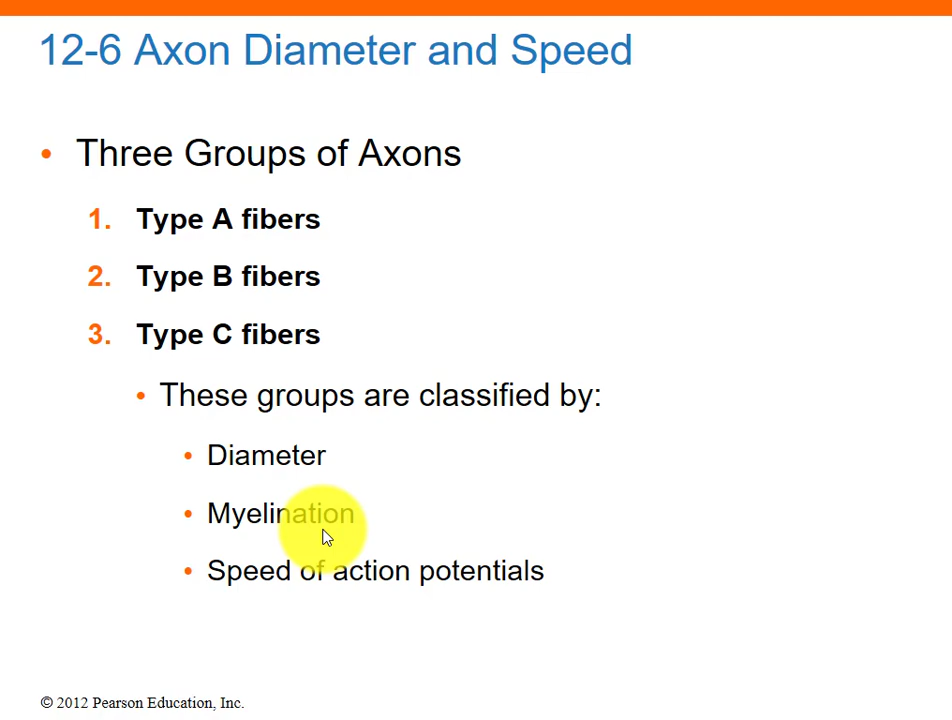 12-6 Axon Diameter and Speed
• Three Groups of Axons
1. Type A fibers
2. Type B fibers
3. Type C fibers
• These groups are classified by:
• Diameter
• Myelination
• Speed of action potentials
© 2012 Pearson Education, Inc.